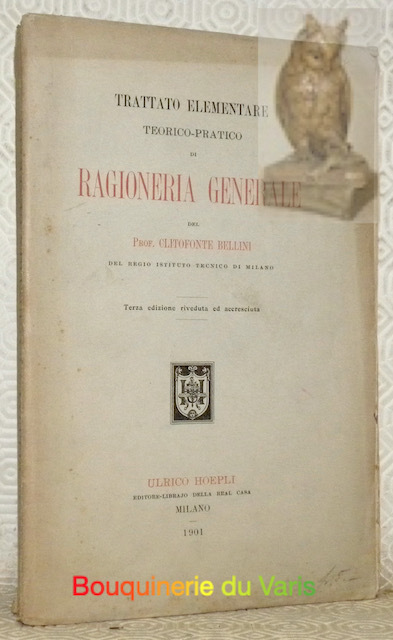 TRATTATO ELEMENTARE
TEORICO-PRATICO
DI
RAGIONERIA GENERALE
DEL
PROF. CLITOFONTE BELLINI
DEL REGIO ISTITUTO TECNICO DI MILANO
Terza edizione riveduta ed accresciuta
ULRICO HOEPLI
EDITORE-LIBRAJO DELLA REAL CASA
MILANO
1901
Bouquinerie du Varis